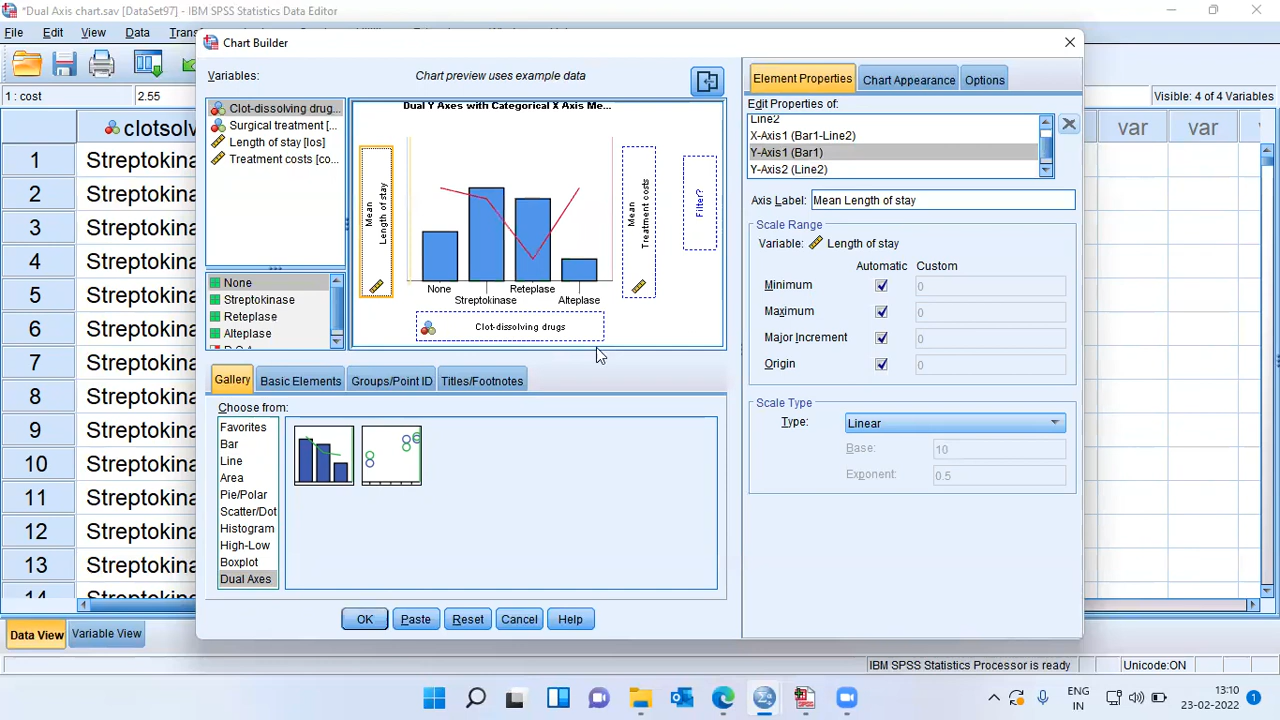 *Dual Axis chart.sav [DataSet97] - IBM SPSS Statistics Data Editor
File Edit View Data
1 : cost 2.55
Visible: 4 of 4 Variables
clotsolv
var var var
1 Streptokina
2 Streptokina
3 Streptokina
4 Streptokina
5 Streptokina
6 Streptokina
7 Streptokina
8 Streptokina
9 Streptokina
10 Streptokina
11 Streptokina
12 Streptokina
13 Streptokina
Data View Variable View
IBM SPSS Statistics Processor is ready Unicode:ON
Chart Builder
Variables:
Clot-dissolving drug...
Surgical treatment [...
Length of stay [los]
Treatment costs [co...
None
Streptokinase
Reteplase
Alteplase
Chart preview uses example data
Dual Y Axes with Categorical X Axis Me...
Mean
Length of stay
Mean
Treatment costs
Filter?
None
Streptokinase
Reteplase
Alteplase
Clot-dissolving drugs
Gallery Basic Elements Groups/Point ID Titles/Footnotes
Choose from:
Favorites
Bar
Line
Area
Pie/Polar
Scatter/Dot
Histogram
High-Low
Boxplot
Dual Axes
OK Paste Reset Cancel Help
Element Properties Chart Appearance Options
Edit Properties of:
Line2
X-Axis1 (Bar1-Line2)
Y-Axis1 (Bar1)
Y-Axis2 (Line2)
Axis Label: Mean Length of stay
Scale Range
Variable: Length of stay
Automatic Custom
Minimum 0
Maximum 0
Major Increment 0
Origin 0
Scale Type
Type: Linear
Base: 10
Exponent: 0.5
ENG
IN
13:10
23-02-2022
1